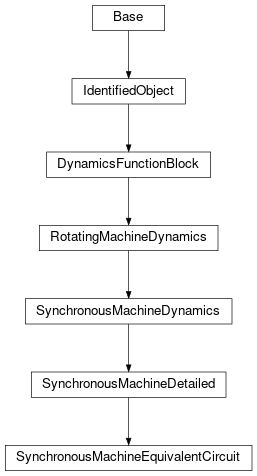 Base
IdentifiedObject
DynamicsFunctionBlock
RotatingMachineDynamics
SynchronousMachineDynamics
SynchronousMachineDetailed
SynchronousMachineEquivalentCircuit